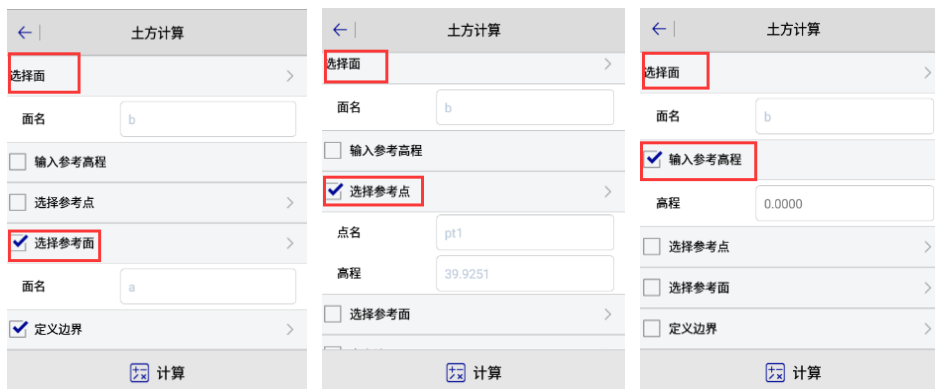 土方计算
选择面
面名 b
输入参考高程
选择参考点
选择参考面
面名 a
定义边界
计算
土方计算
选择面
面名 b
输入参考高程
选择参考点
点名 pt1
高程 39.9251
选择参考面
计算
土方计算
选择面
面名 b
输入参考高程
高程 0.0000
选择参考点
选择参考面
定义边界
计算